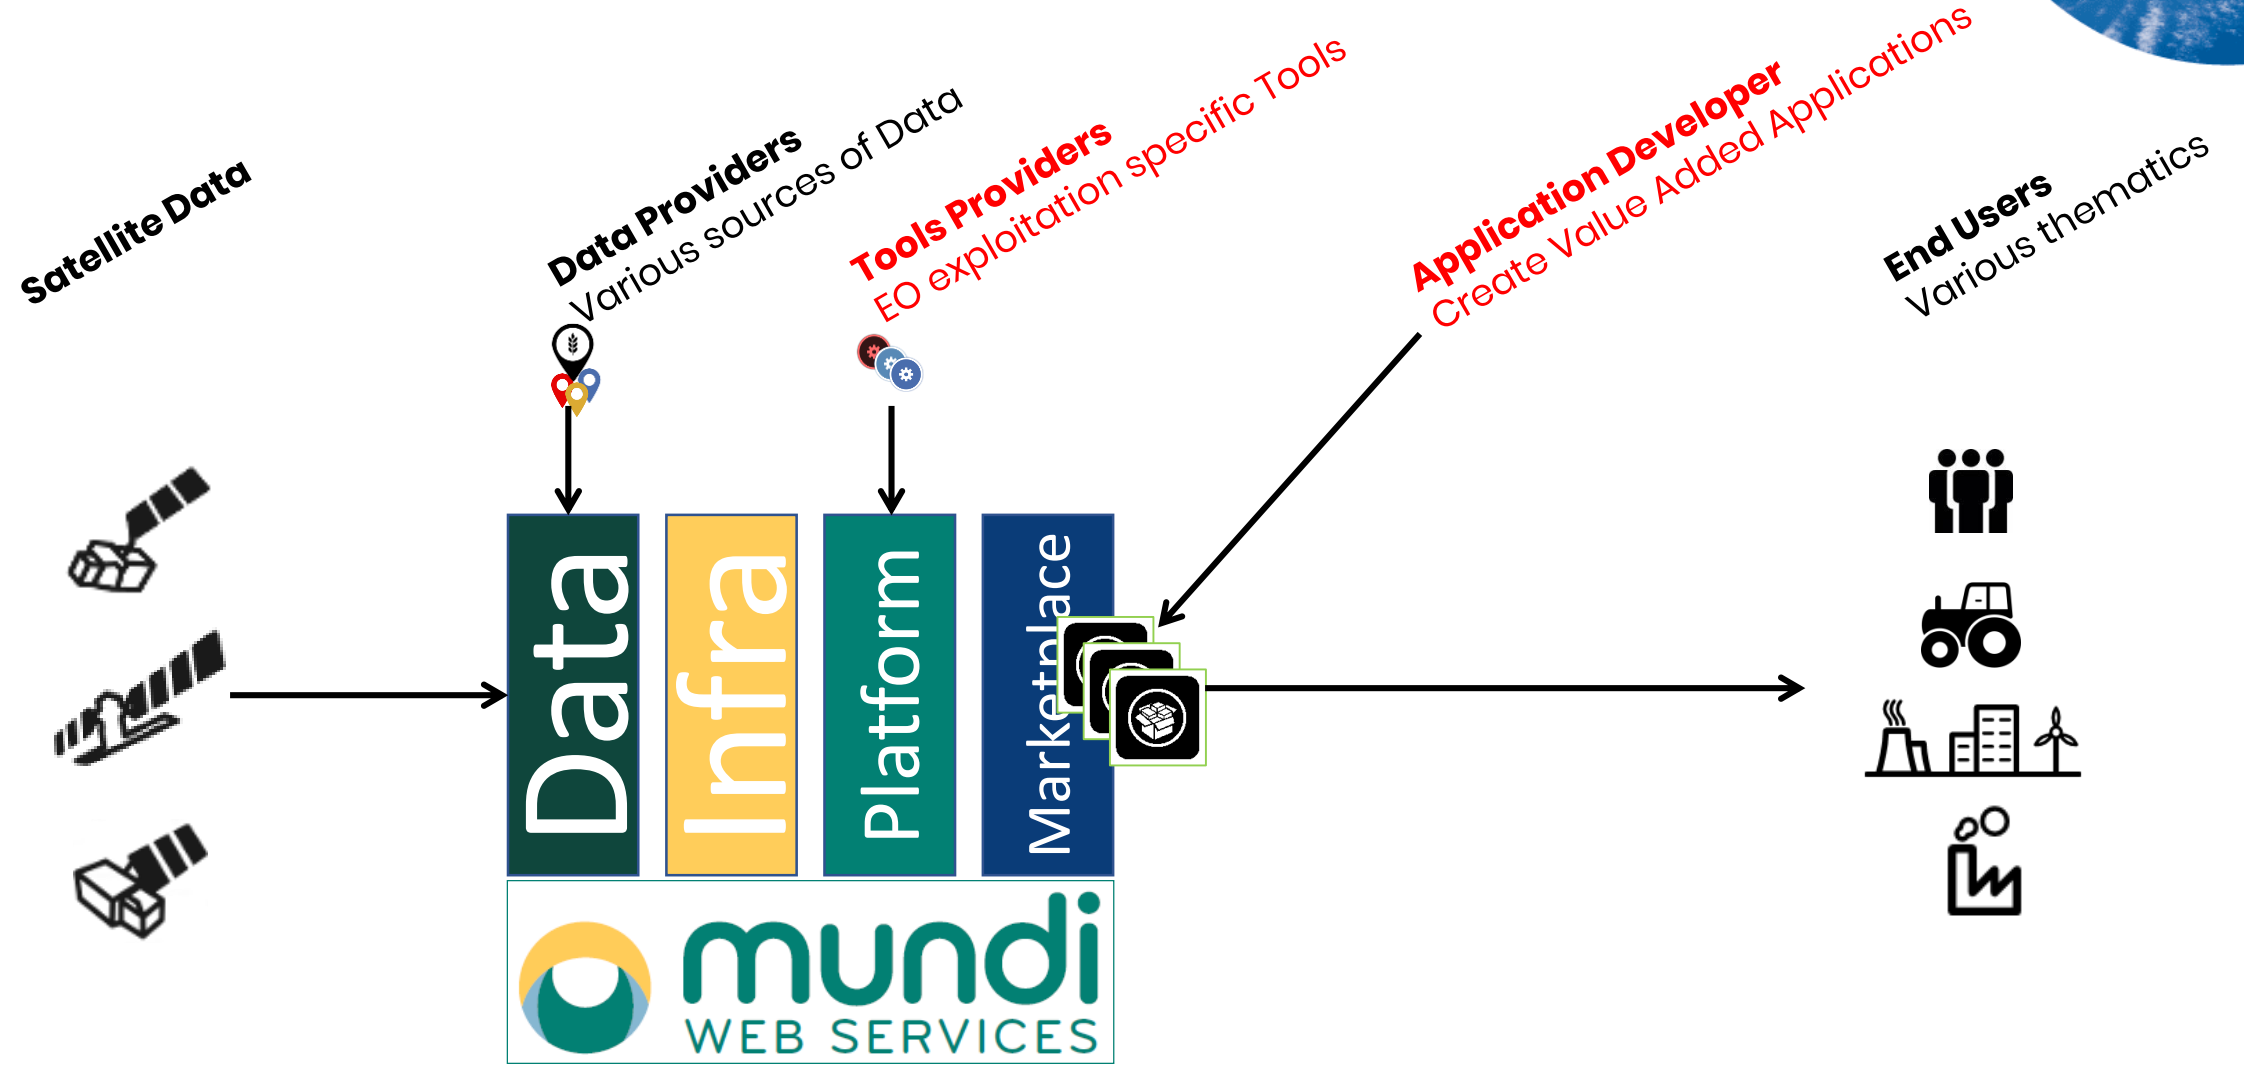 Satellite Data
Data Providers
Various sources of Data
Tools Providers
EO exploitation specific Tools
Application Developer
Create Value Added Applications
End Users
Various thematics
Data
Infra
Platform
Marketplace
mundi
WEB SERVICES